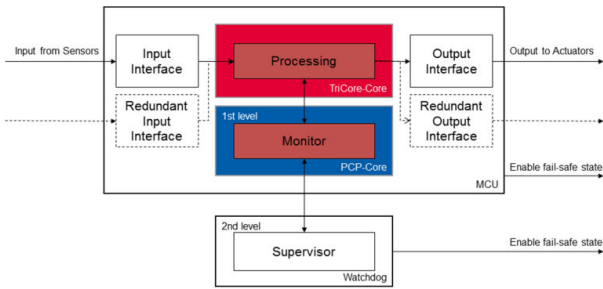 Input from Sensors
Input
Interface
Processing
TriCore-Core
Output
Interface
Output to Actuators
Redundant
Input
Interface
1st level
Monitor
PCP-Core
Redundant
Output
Interface
Enable fail-safe state
MCU
2nd level
Supervisor
Watchdog
Enable fail-safe state